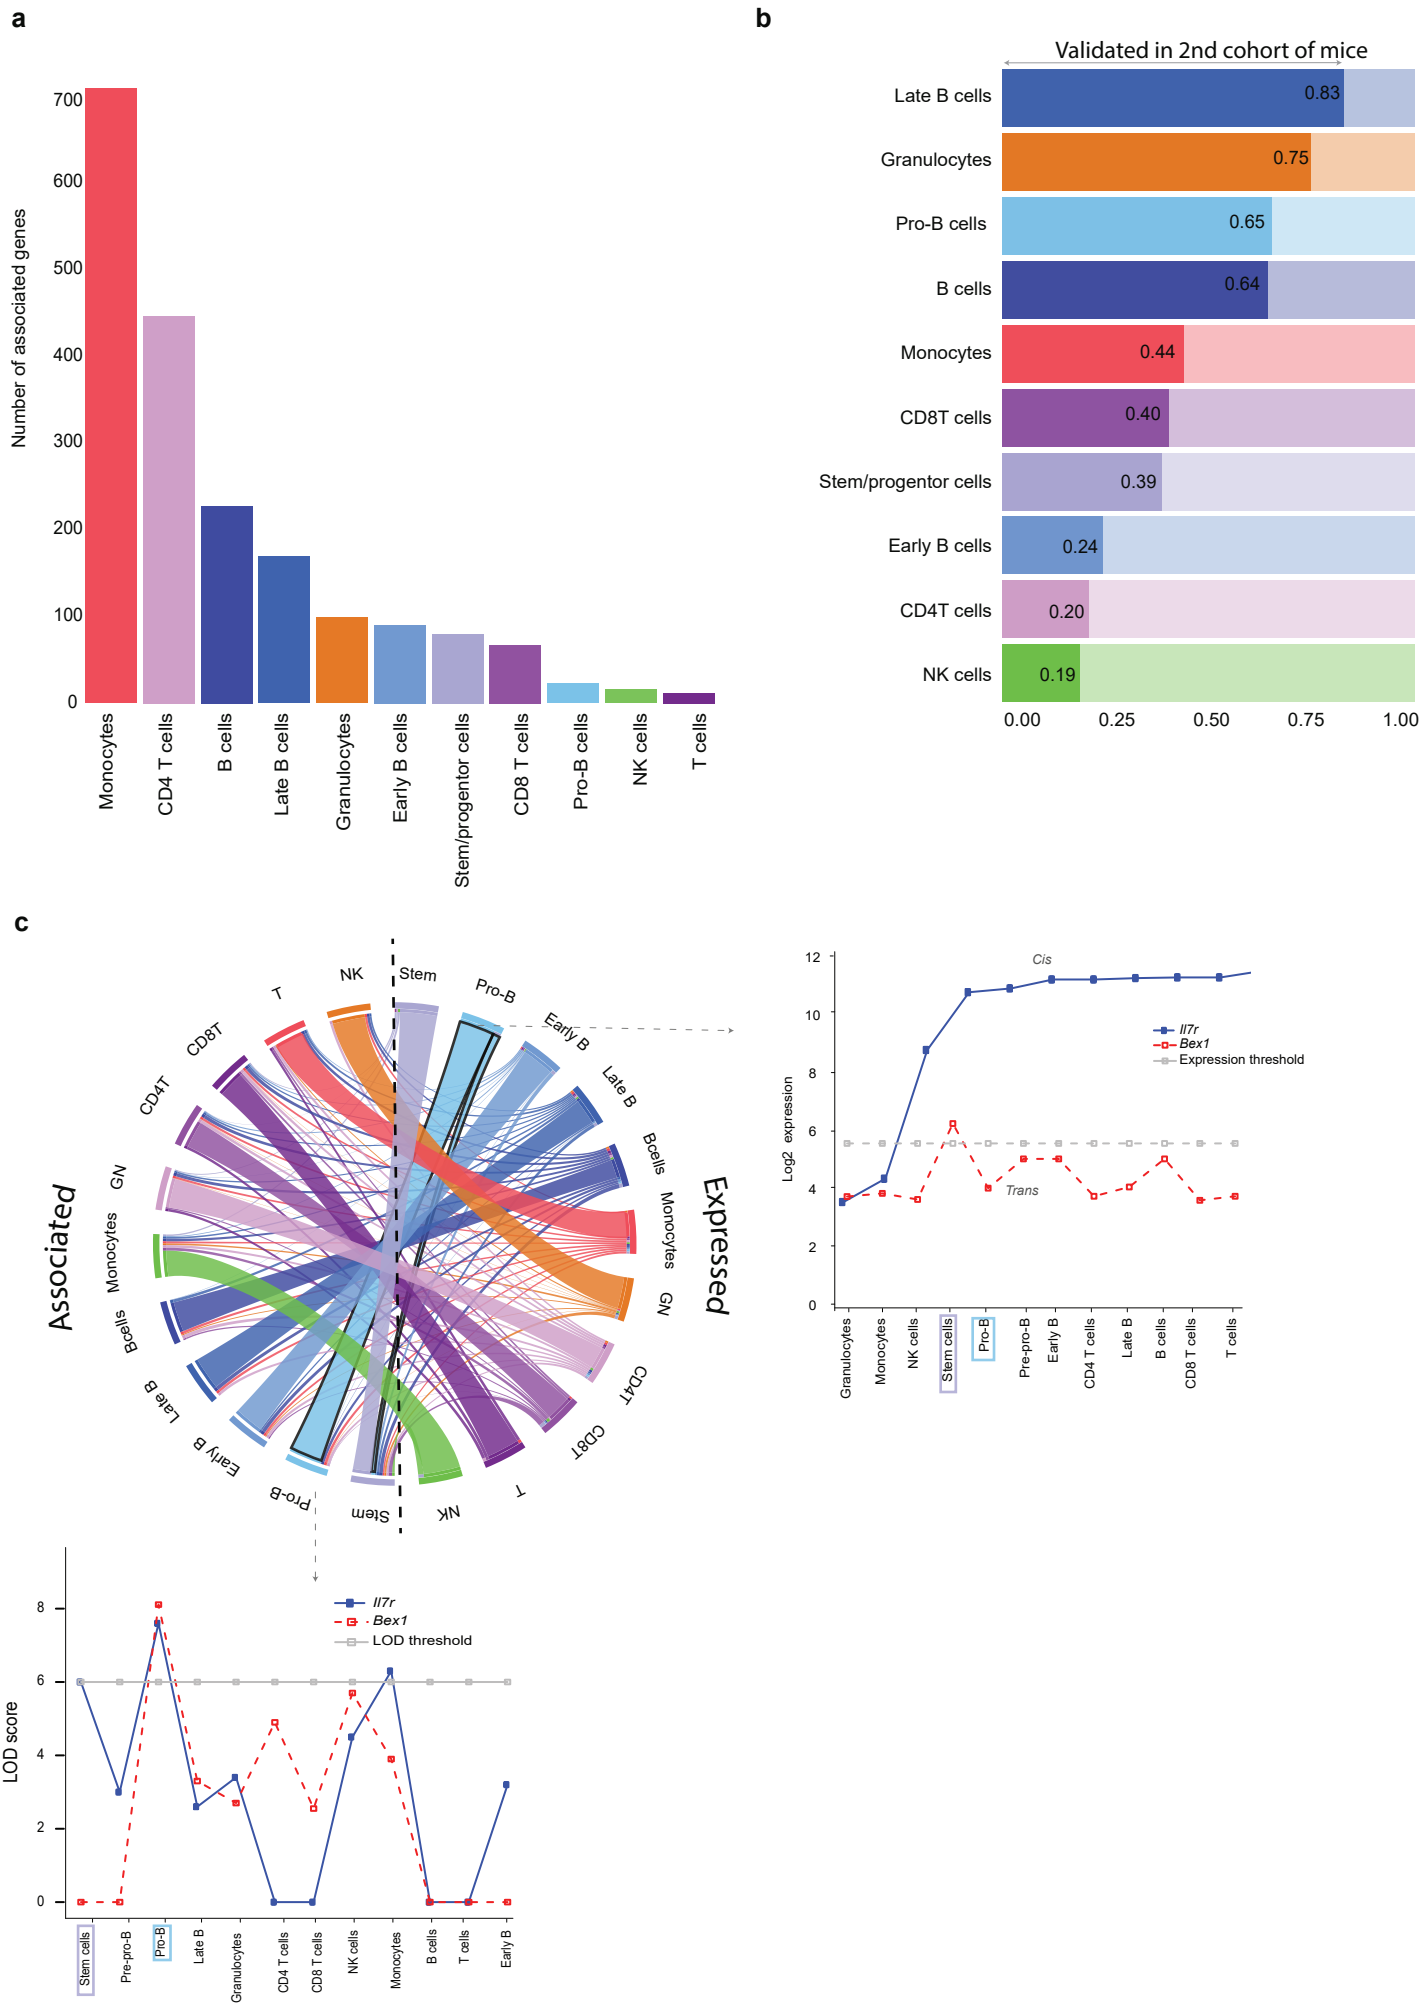 a
Number of associated genes
700
600
500
400
300
200
100
0
Monocytes
CD4 T cells
B cells
Late B cells
Granulocytes
Early B cells
Stem/progentor cells
CD8 T cells
Pro-B cells
NK cells
T cells
b
Validated in 2nd cohort of mice
Late B cells 0.83
Granulocytes 0.75
Pro-B cells 0.65
B cells 0.64
Monocytes 0.44
CD8T cells 0.40
Stem/progentor cells 0.39
Early B cells 0.24
CD4T cells 0.20
NK cells 0.19
0.00 0.25 0.50 0.75 1.00
c
Associated
NK
T
CD8T
CD4T
GN
Monocytes
Bcells
Late B
Early B
Pro-B
Stem
Expressed
Stem
Pro-B
Early B
Late B
Bcells
Monocytes
GN
CD4T
CD8T
T
NK
Log2 expression
12
10
8
6
4
2
0
Cis
Trans
Il7r
Bex1
Expression threshold
Granulocytes
Monocytes
NK cells
Stem cells
Pro-B
Pre-pro-B
Early B
CD4 T cells
Late B
B cells
CD8 T cells
T cells
LOD score
8
6
4
2
0
Il7r
Bex1
LOD threshold
Stem cells
Pre-pro-B
Pro-B
Late B
Granulocytes
CD4 T cells
CD8 T cells
NK cells
Monocytes
B cells
T cells
Early B